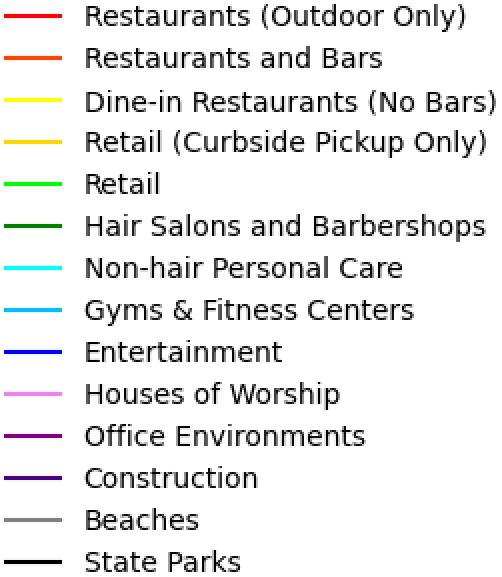 Restaurants (Outdoor Only)
Restaurants and Bars
Dine-in Restaurants (No Bars)
Retail (Curbside Pickup Only)
Retail
Hair Salons and Barbershops
Non-hair Personal Care
Gyms & Fitness Centers
Entertainment
Houses of Worship
Office Environments
Construction
Beaches
State Parks